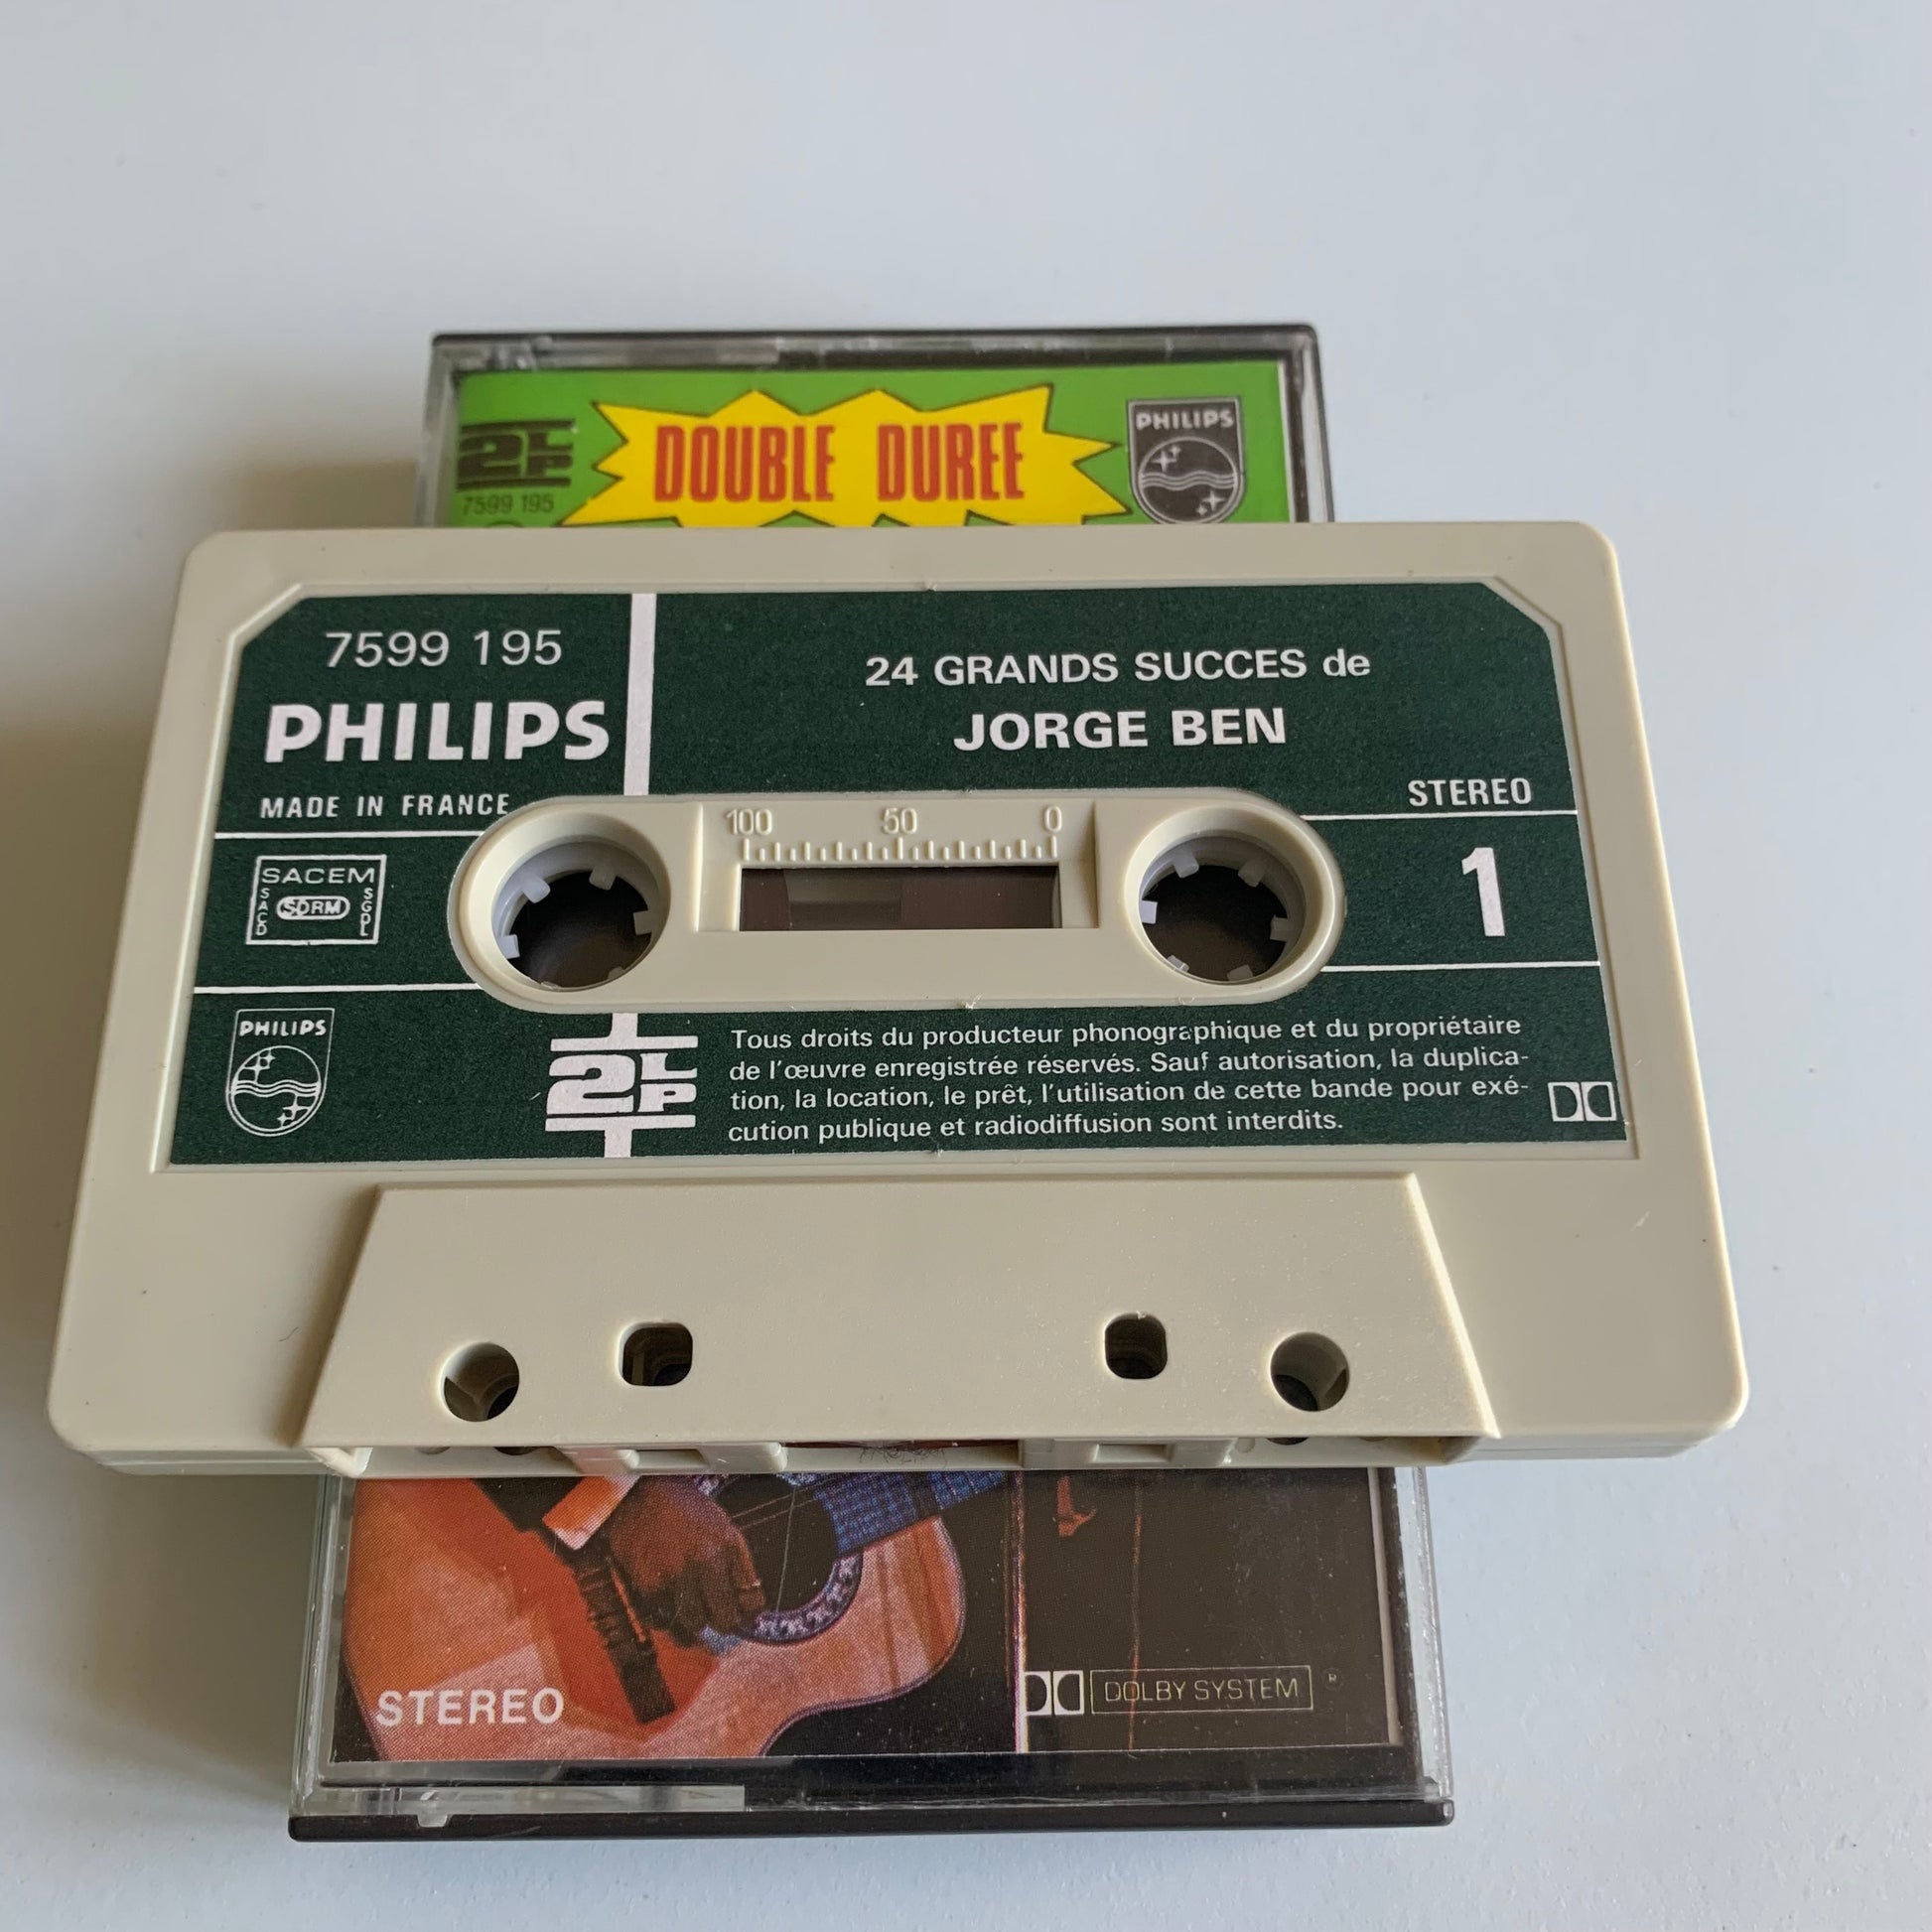 2LP
DOUBLE DUREE
PHILIPS
7599 195
7599 195
PHILIPS
MADE IN FRANCE
24 GRANDS SUCCES de
JORGE BEN
STEREO
100 50 0
1
SACEM
SACD
SDRM
SGDL
PHILIPS
2LP
Tous droits du producteur phonographique et du propriétaire
de l'œuvre enregistrée réservés. Sauf autorisation, la duplica-
tion, la location, le prêt, l'utilisation de cette bande pour exé-
cution publique et radiodiffusion sont interdits.
STEREO
DOLBY SYSTEM ®